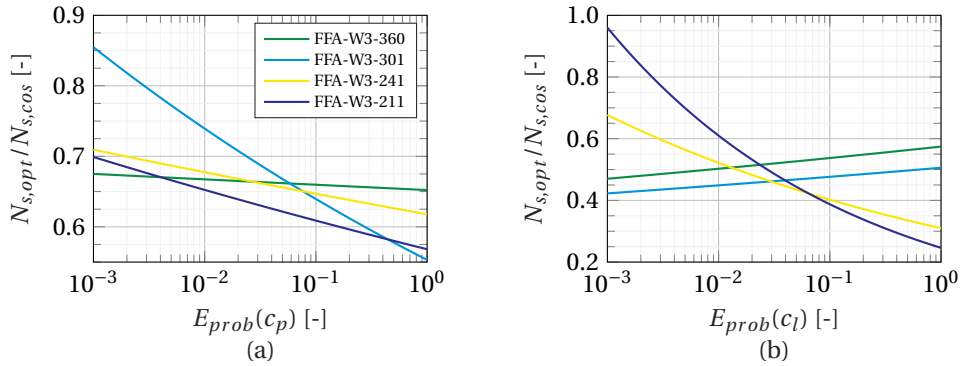 0.9
0.8
0.7
0.6
N_{s,opt}/N_{s,cos} [-]
10^{-3} 10^{-2} 10^{-1} 10^{0}
E_{prob}(c_p) [-]
(a)
FFA-W3-360
FFA-W3-301
FFA-W3-241
FFA-W3-211
1.0
0.8
0.6
0.4
0.2
N_{s,opt}/N_{s,cos} [-]
10^{-3} 10^{-2} 10^{-1} 10^{0}
E_{prob}(c_l) [-]
(b)